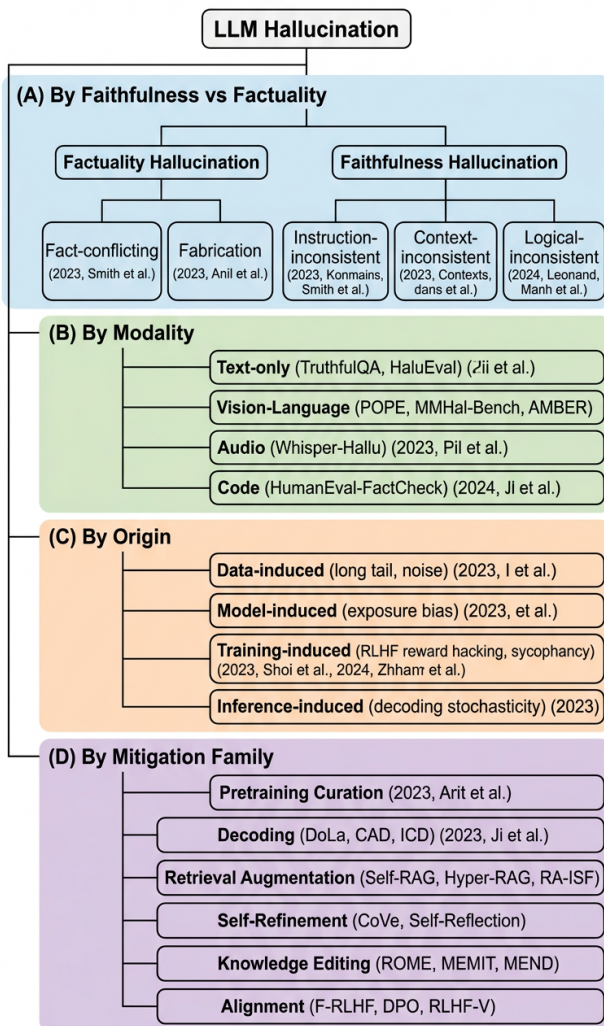 LLM Hallucination
(A) By Faithfulness vs Factuality
Factuality Hallucination
Faithfulness Hallucination
Fact-conflicting
(2023, Smith et al.)
Fabrication
(2023, Anil et al.)
Instruction-
inconsistent
(2023, Konmains,
Smith et al.)
Context-
inconsistent
(2023, Contexts,
dans et al.)
Logical-
inconsistent
(2024, Leonand,
Manh et al.)
(B) By Modality
Text-only (TruthfulQA, HaluEval) et al.)
Vision-Language (POPE, MMHal-Bench, AMBER)
Audio (Whisper-Hallu) (2023, Pil et al.)
Code (HumanEval-FactCheck) (2024, Ji et al.)
(C) By Origin
Data-induced (long tail, noise) (2023, I et al.)
Model-induced (exposure bias) (2023, et al.)
Training-induced (RLHF reward hacking, sycophancy)
(2023, Shoi et al., 2024, et al.)
Inference-induced (decoding stochasticity) (2023)
(D) By Mitigation Family
Pretraining Curation (2023, Arit et al.)
Decoding (DoLa, CAD, ICD) (2023, Ji et al.)
Retrieval Augmentation (Self-RAG, Hyper-RAG, RA-ISF)
Self-Refinement (CoVe, Self-Reflection)
Knowledge Editing (ROME, MEMIT, MEND)
Alignment (F-RLHF, DPO, RLHF-V)